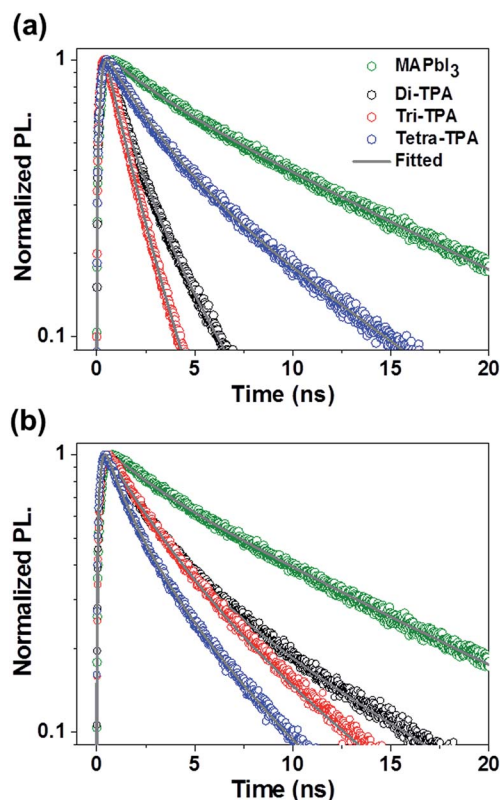 (a)
1
MAPbI3
Di-TPA
Tri-TPA
Tetra-TPA
Fitted
Normalized PL.
0.1
0 5 10 15 20
Time (ns)
(b)
1
Normalized PL.
0.1
0 5 10 15 20
Time (ns)